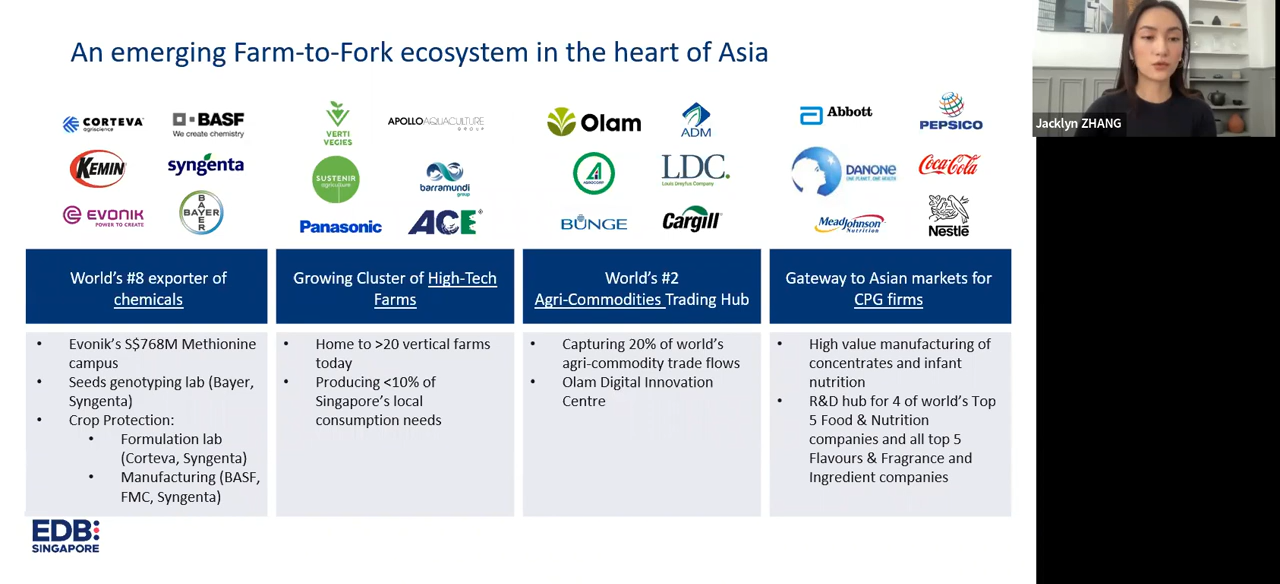 An emerging Farm-to-Fork ecosystem in the heart of Asia
Jacklyn ZHANG
CORTEVA
agriscience
BASF
We create chemistry
KEMIN
syngenta
EVONIK
POWER TO CREATE
BAYER
BAYER
VERTI
VEGIES
APOLLO AQUACULTURE
GROUP
SUSTENIR
agriculture
barramundi
group
Panasonic
ACE
Olam
ADM
AGROCORP
LDC.
Louis Dreyfus Company
BUNGE
Cargill
Abbott
PEPSICO
DANONE
ONE PLANET. ONE HEALTH
Coca-Cola
MeadJohnson
Nutrition
Nestlé
World's #8 exporter of
chemicals
Evonik's S$768M Methionine
campus
Seeds genotyping lab (Bayer,
Syngenta)
Crop Protection:
Formulation lab
(Corteva, Syngenta)
Manufacturing (BASF,
FMC, Syngenta)
Growing Cluster of High-Tech
Farms
Home to >20 vertical farms
today
Producing <10% of
Singapore's local
consumption needs
World's #2
Agri-Commodities Trading Hub
Capturing 20% of world's
agri-commodity trade flows
Olam Digital Innovation
Centre
Gateway to Asian markets for
CPG firms
High value manufacturing of
concentrates and infant
nutrition
R&D hub for 4 of world's Top
5 Food & Nutrition
companies and all top 5
Flavours & Fragrance and
Ingredient companies
EDB:
SINGAPORE